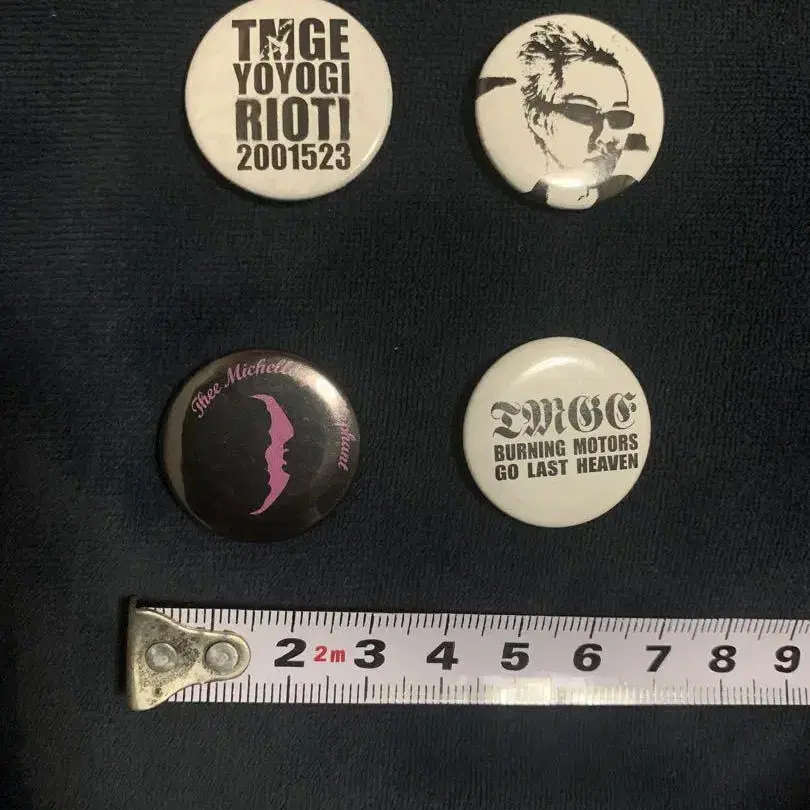 TMGE
YOYOGI
RIOT!
2001523
Thee Michelle
phant
TMGE
BURNING MOTORS
GO LAST HEAVEN
2 2m 3 4 5 6 7 8 9